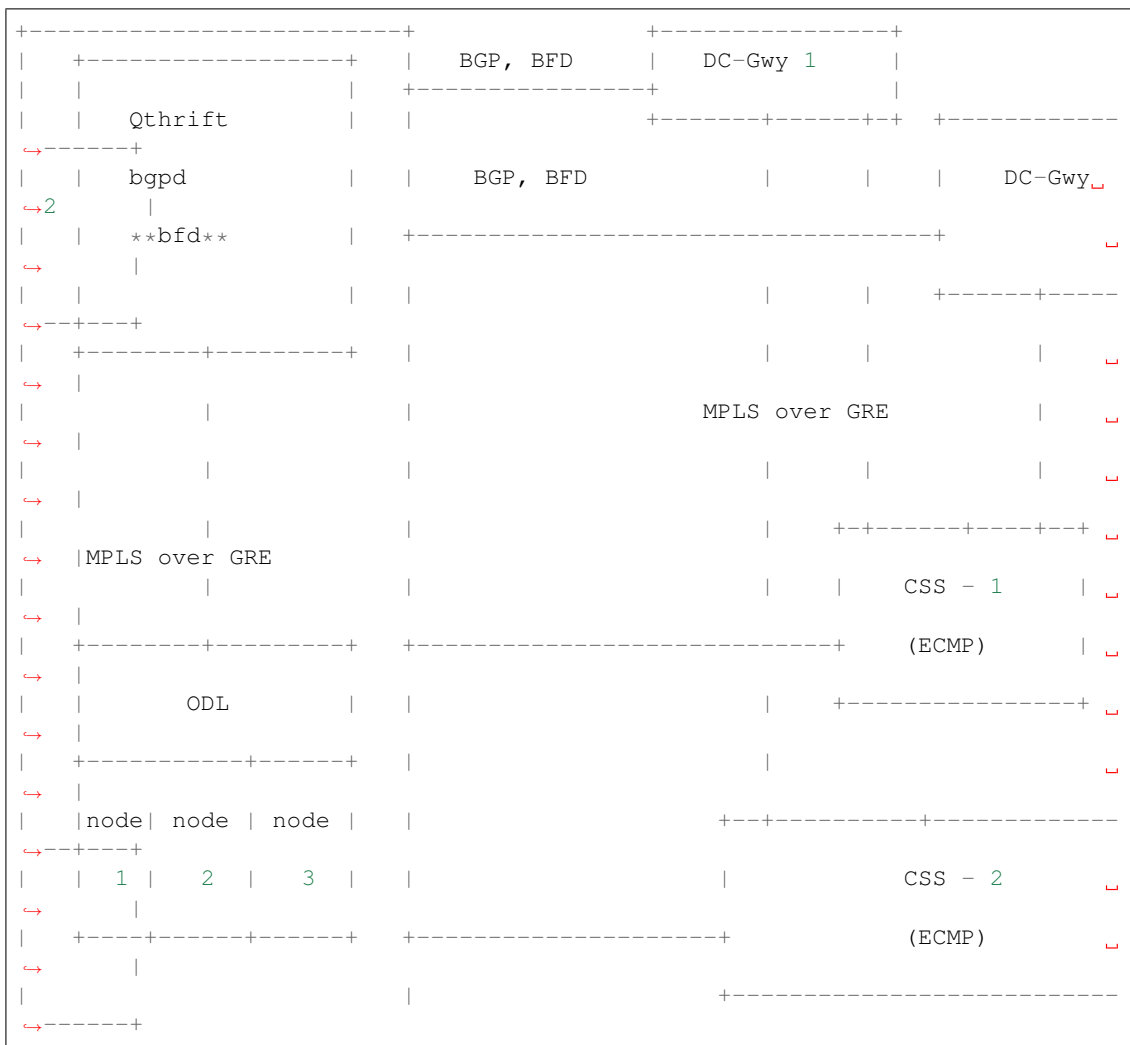 BGP, BFD DC-Gwy 1
Qthrift
bgpd BGP, BFD DC-Gwy
2
**bfd**
MPLS over GRE
MPLS over GRE
CSS - 1
(ECMP)
ODL
node node node
1 2 3 CSS - 2
(ECMP)